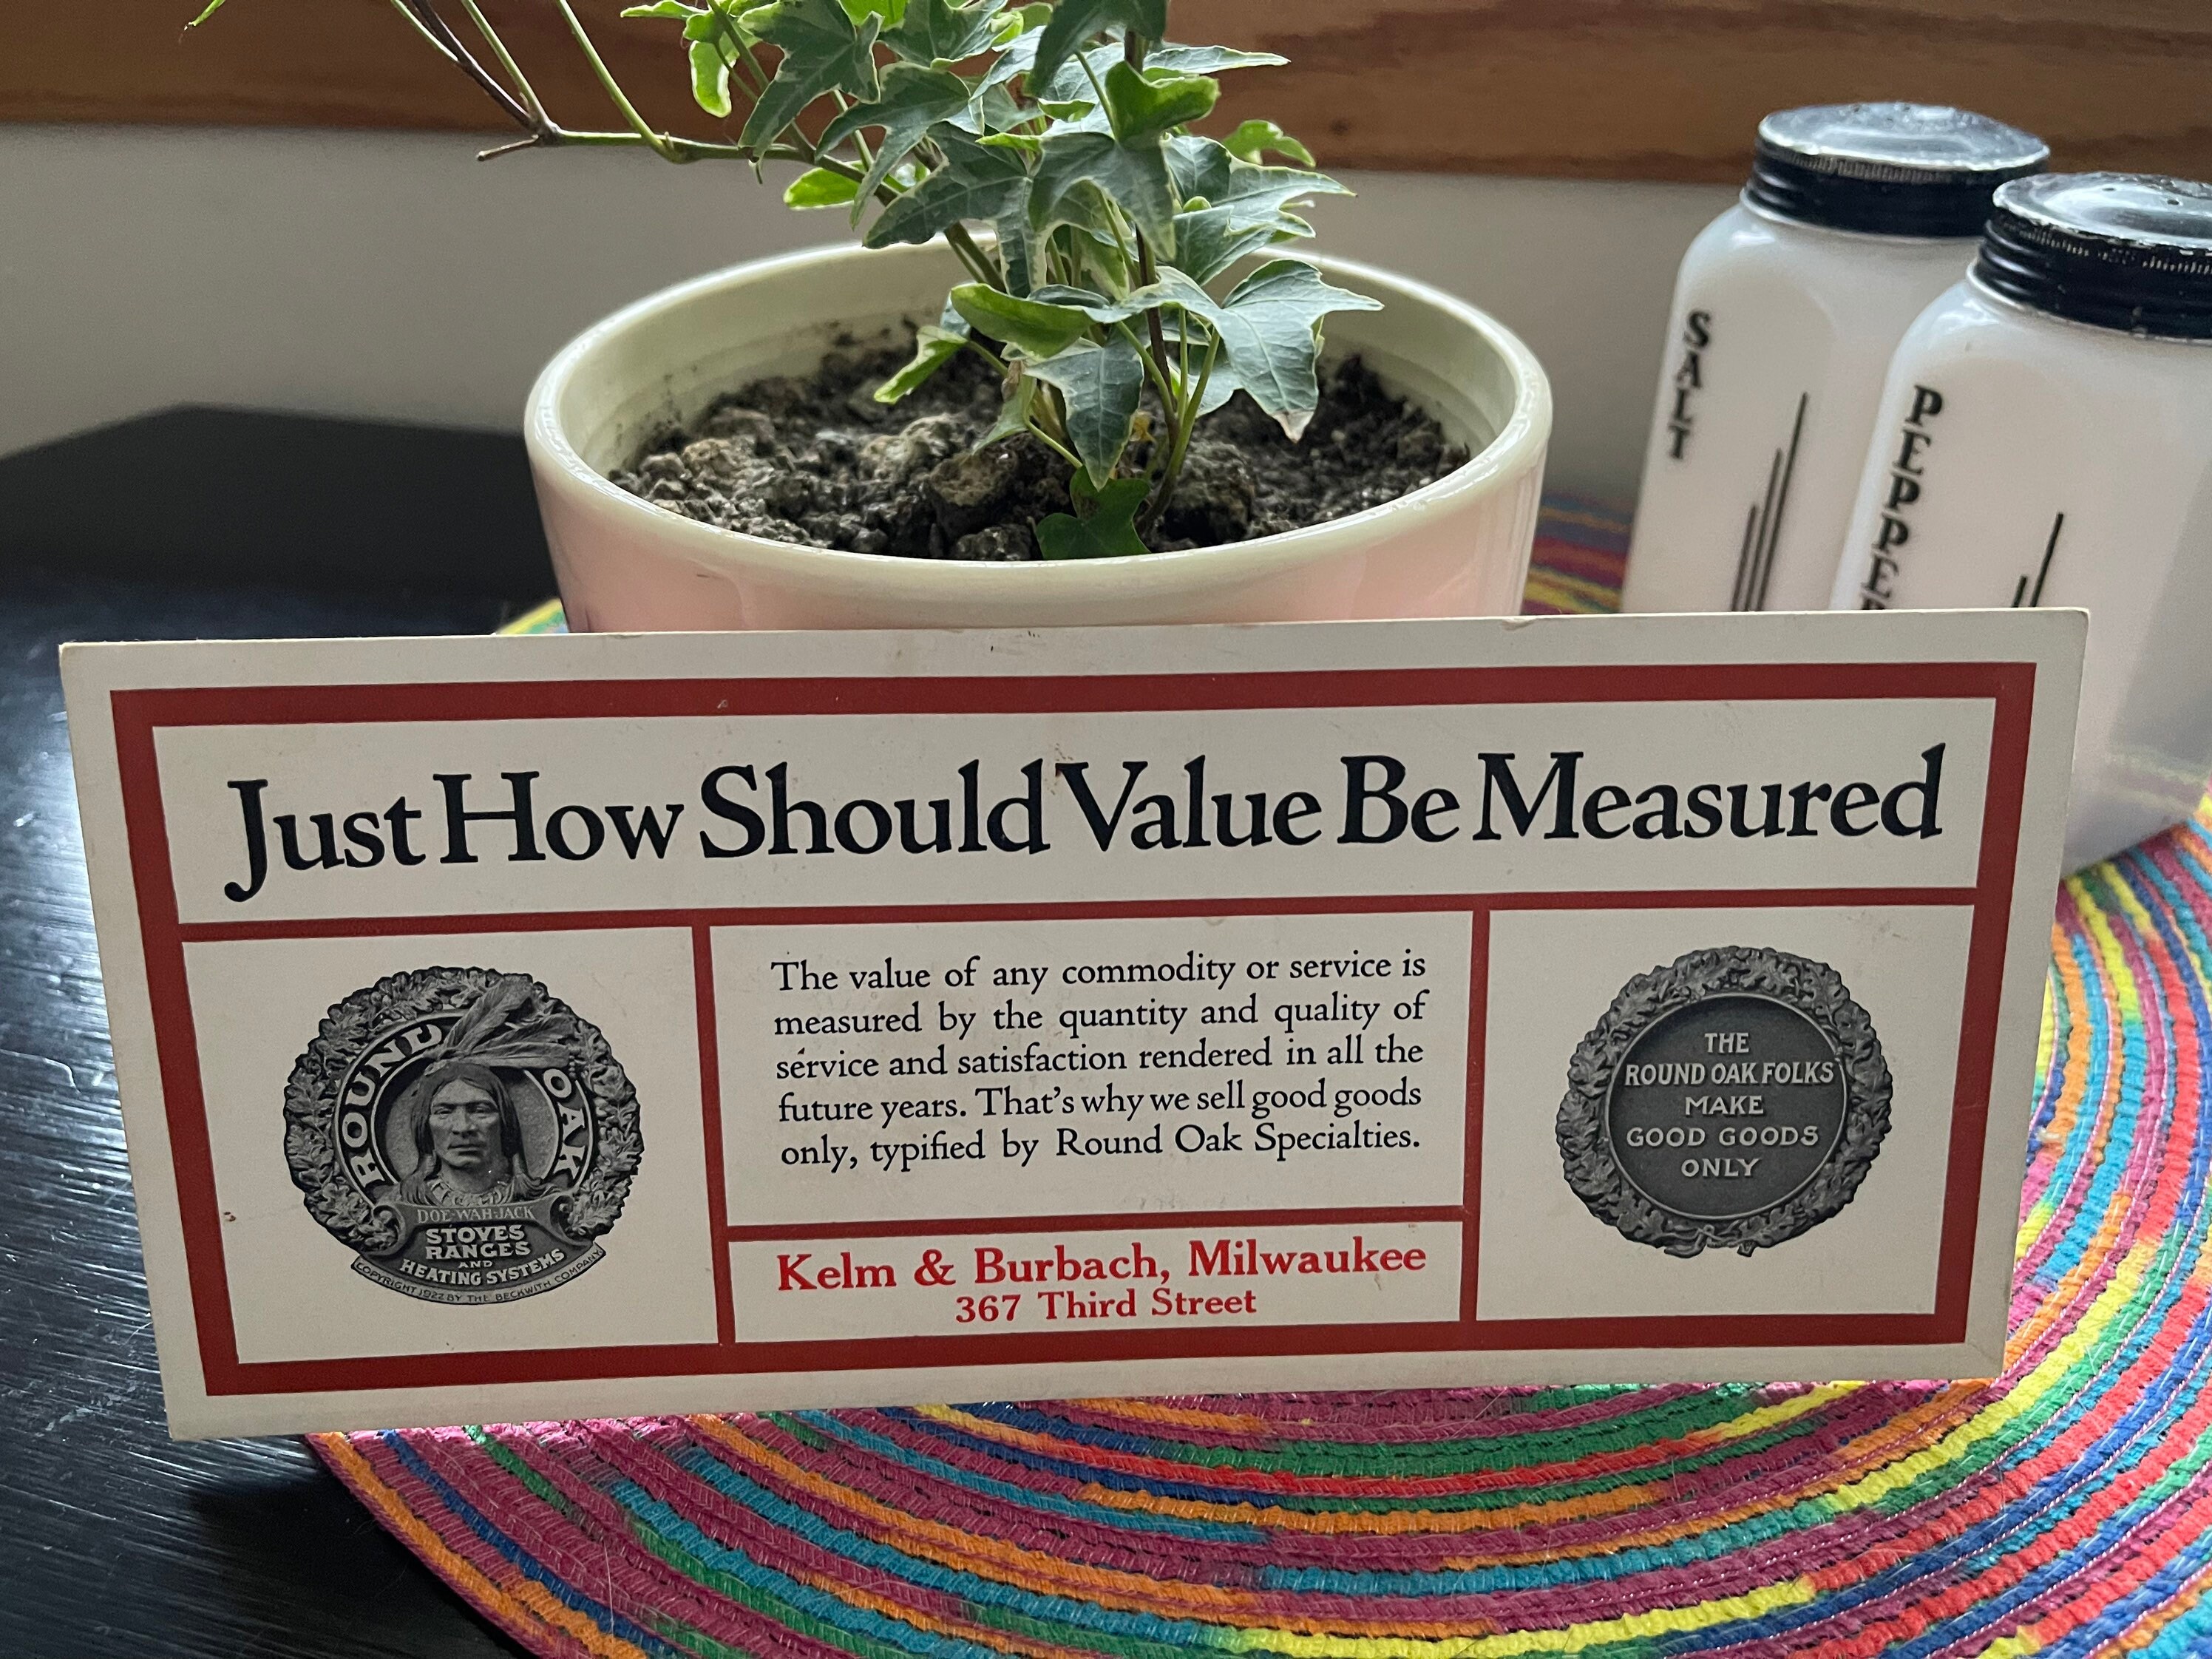 SALT
PEPPE
Just How Should Value Be Measured
ROUND OAK
DOE-WAH-JACK
STOVES
RANGES
AND
HEATING SYSTEMS
COPYRIGHT 1922 BY THE BECKWITH COMPANY
The value of any commodity or service is
measured by the quantity and quality of
service and satisfaction rendered in all the
future years. That's why we sell good goods
only, typified by Round Oak Specialties.
Kelm & Burbach, Milwaukee
367 Third Street
THE
ROUND OAK FOLKS
MAKE
GOOD GOODS
ONLY